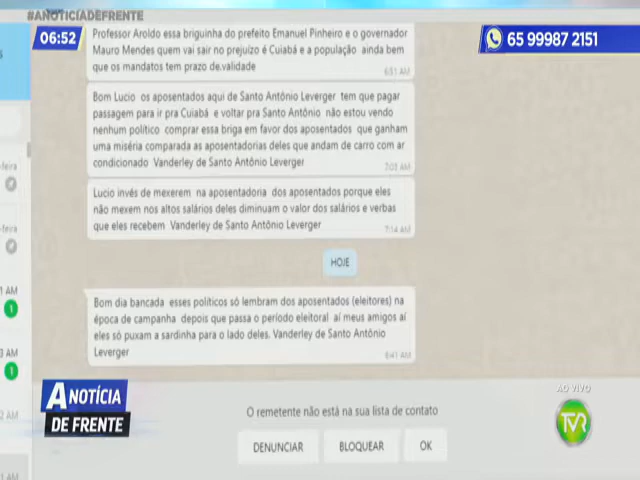 #ANOTICIADEFRENTE
06:52
65 99987 2151
Professor Aroldo essa briguinha do prefeito Emanuel Pinheiro e o governador
Mauro Mendes quem vai sair no prejuízo é Cuiabá e a população ainda bem
que os mandatos tem prazo de.validade
6:51 AM
Bom Lucio os aposentados aqui de Santo Antônio Leverger tem que pagar
passagem para ir pra Cuiabá e voltar pra Santo Antônio não estou vendo
nenhum político comprar essa briga em favor dos aposentados que ganham
uma miséria comparada as aposentadorias deles que andam de carro com ar
condicionado Vanderley de Santo Antônio Leverger
7:05 AM
Lucio invés de mexerem na aposentadoria dos aposentados porque eles
não mexem nos altos salários deles diminuam o valor dos salários e verbas
que eles recebem Vanderley de Santo Antônio Leverger
7:14 AM
HOJE
Bom dia bancada esses políticos só lembram dos aposentados (eleitores) na
época de campanha depois que passa o período eleitoral aí meus amigos aí
eles só puxam a sardinha para o lado deles. Vanderley de Santo Antônio
Leverger
6:41 AM
O remetente não está na sua lista de contato
DENUNCIAR
BLOQUEAR
OK
A NOTÍCIA
DE FRENTE
AO VIVO
TVR